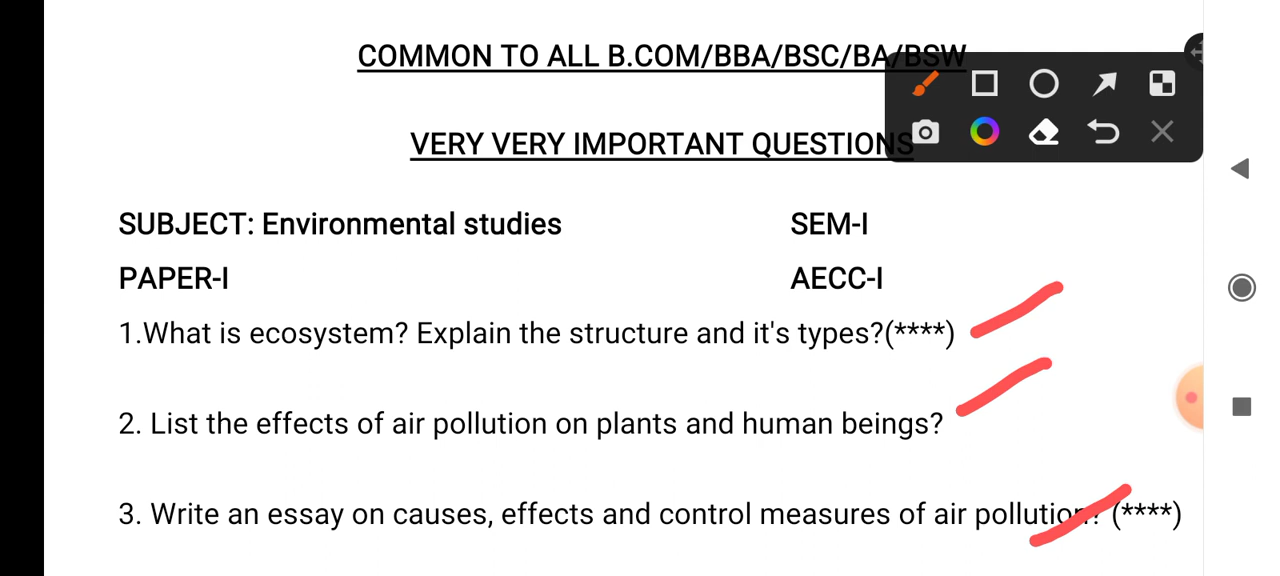 COMMON TO ALL B.COM/BBA/BSC/BA/BSW
VERY VERY IMPORTANT QUESTIONS
SUBJECT: Environmental studies SEM-I
PAPER-I AECC-I
1.What is ecosystem? Explain the structure and it's types?(****)
2. List the effects of air pollution on plants and human beings?
3. Write an essay on causes, effects and control measures of air pollution? (****)